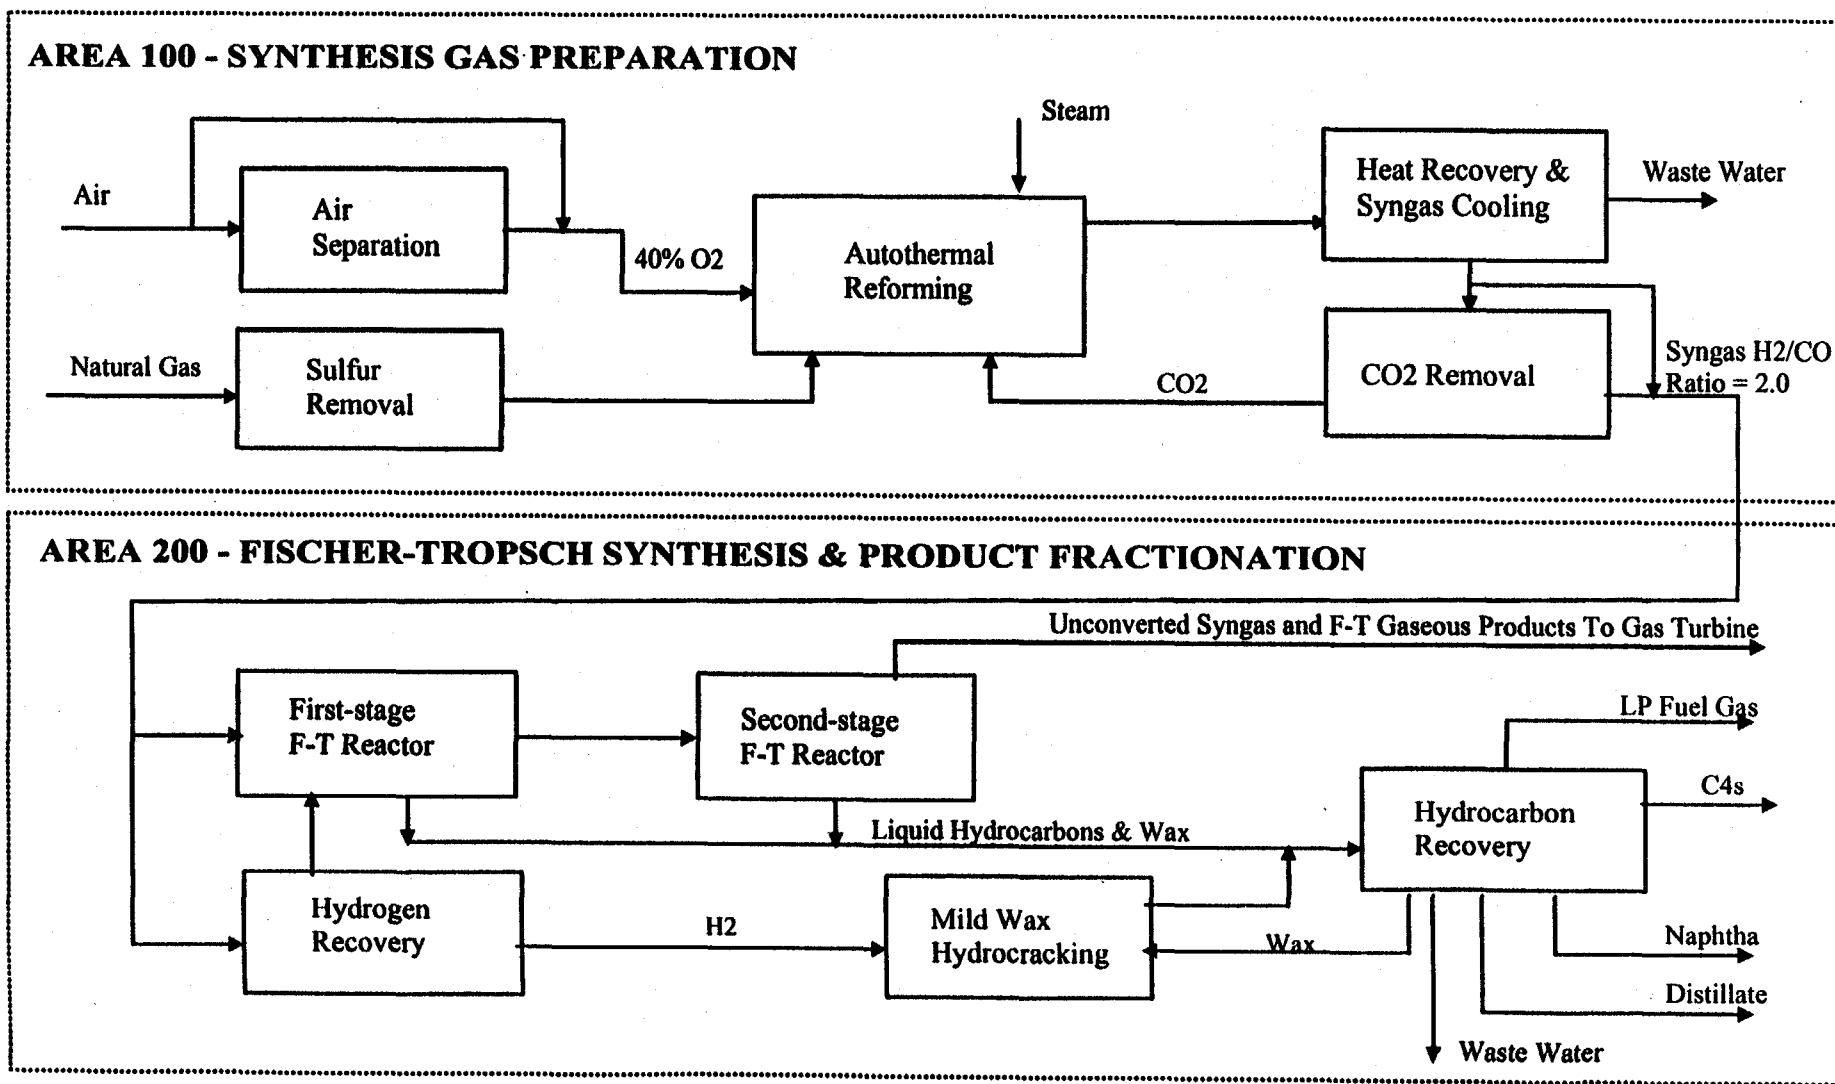 AREA 100 - SYNTHESIS GAS PREPARATION
Steam
Air
Air
Separation
40% O2
Autothermal
Reforming
Heat Recovery &
Syngas Cooling
Waste Water
Natural Gas
Sulfur
Removal
CO2
CO2 Removal
Syngas H2/CO
Ratio = 2.0
AREA 200 - FISCHER-TROPSCH SYNTHESIS & PRODUCT FRACTIONATION
Unconverted Syngas and F-T Gaseous Products To Gas Turbine
First-stage
F-T Reactor
Second-stage
F-T Reactor
LP Fuel Gas
C4s
Liquid Hydrocarbons & Wax
Hydrocarbon
Recovery
Hydrogen
Recovery
H2
Mild Wax
Hydrocracking
Wax
Naphtha
Distillate
Waste Water